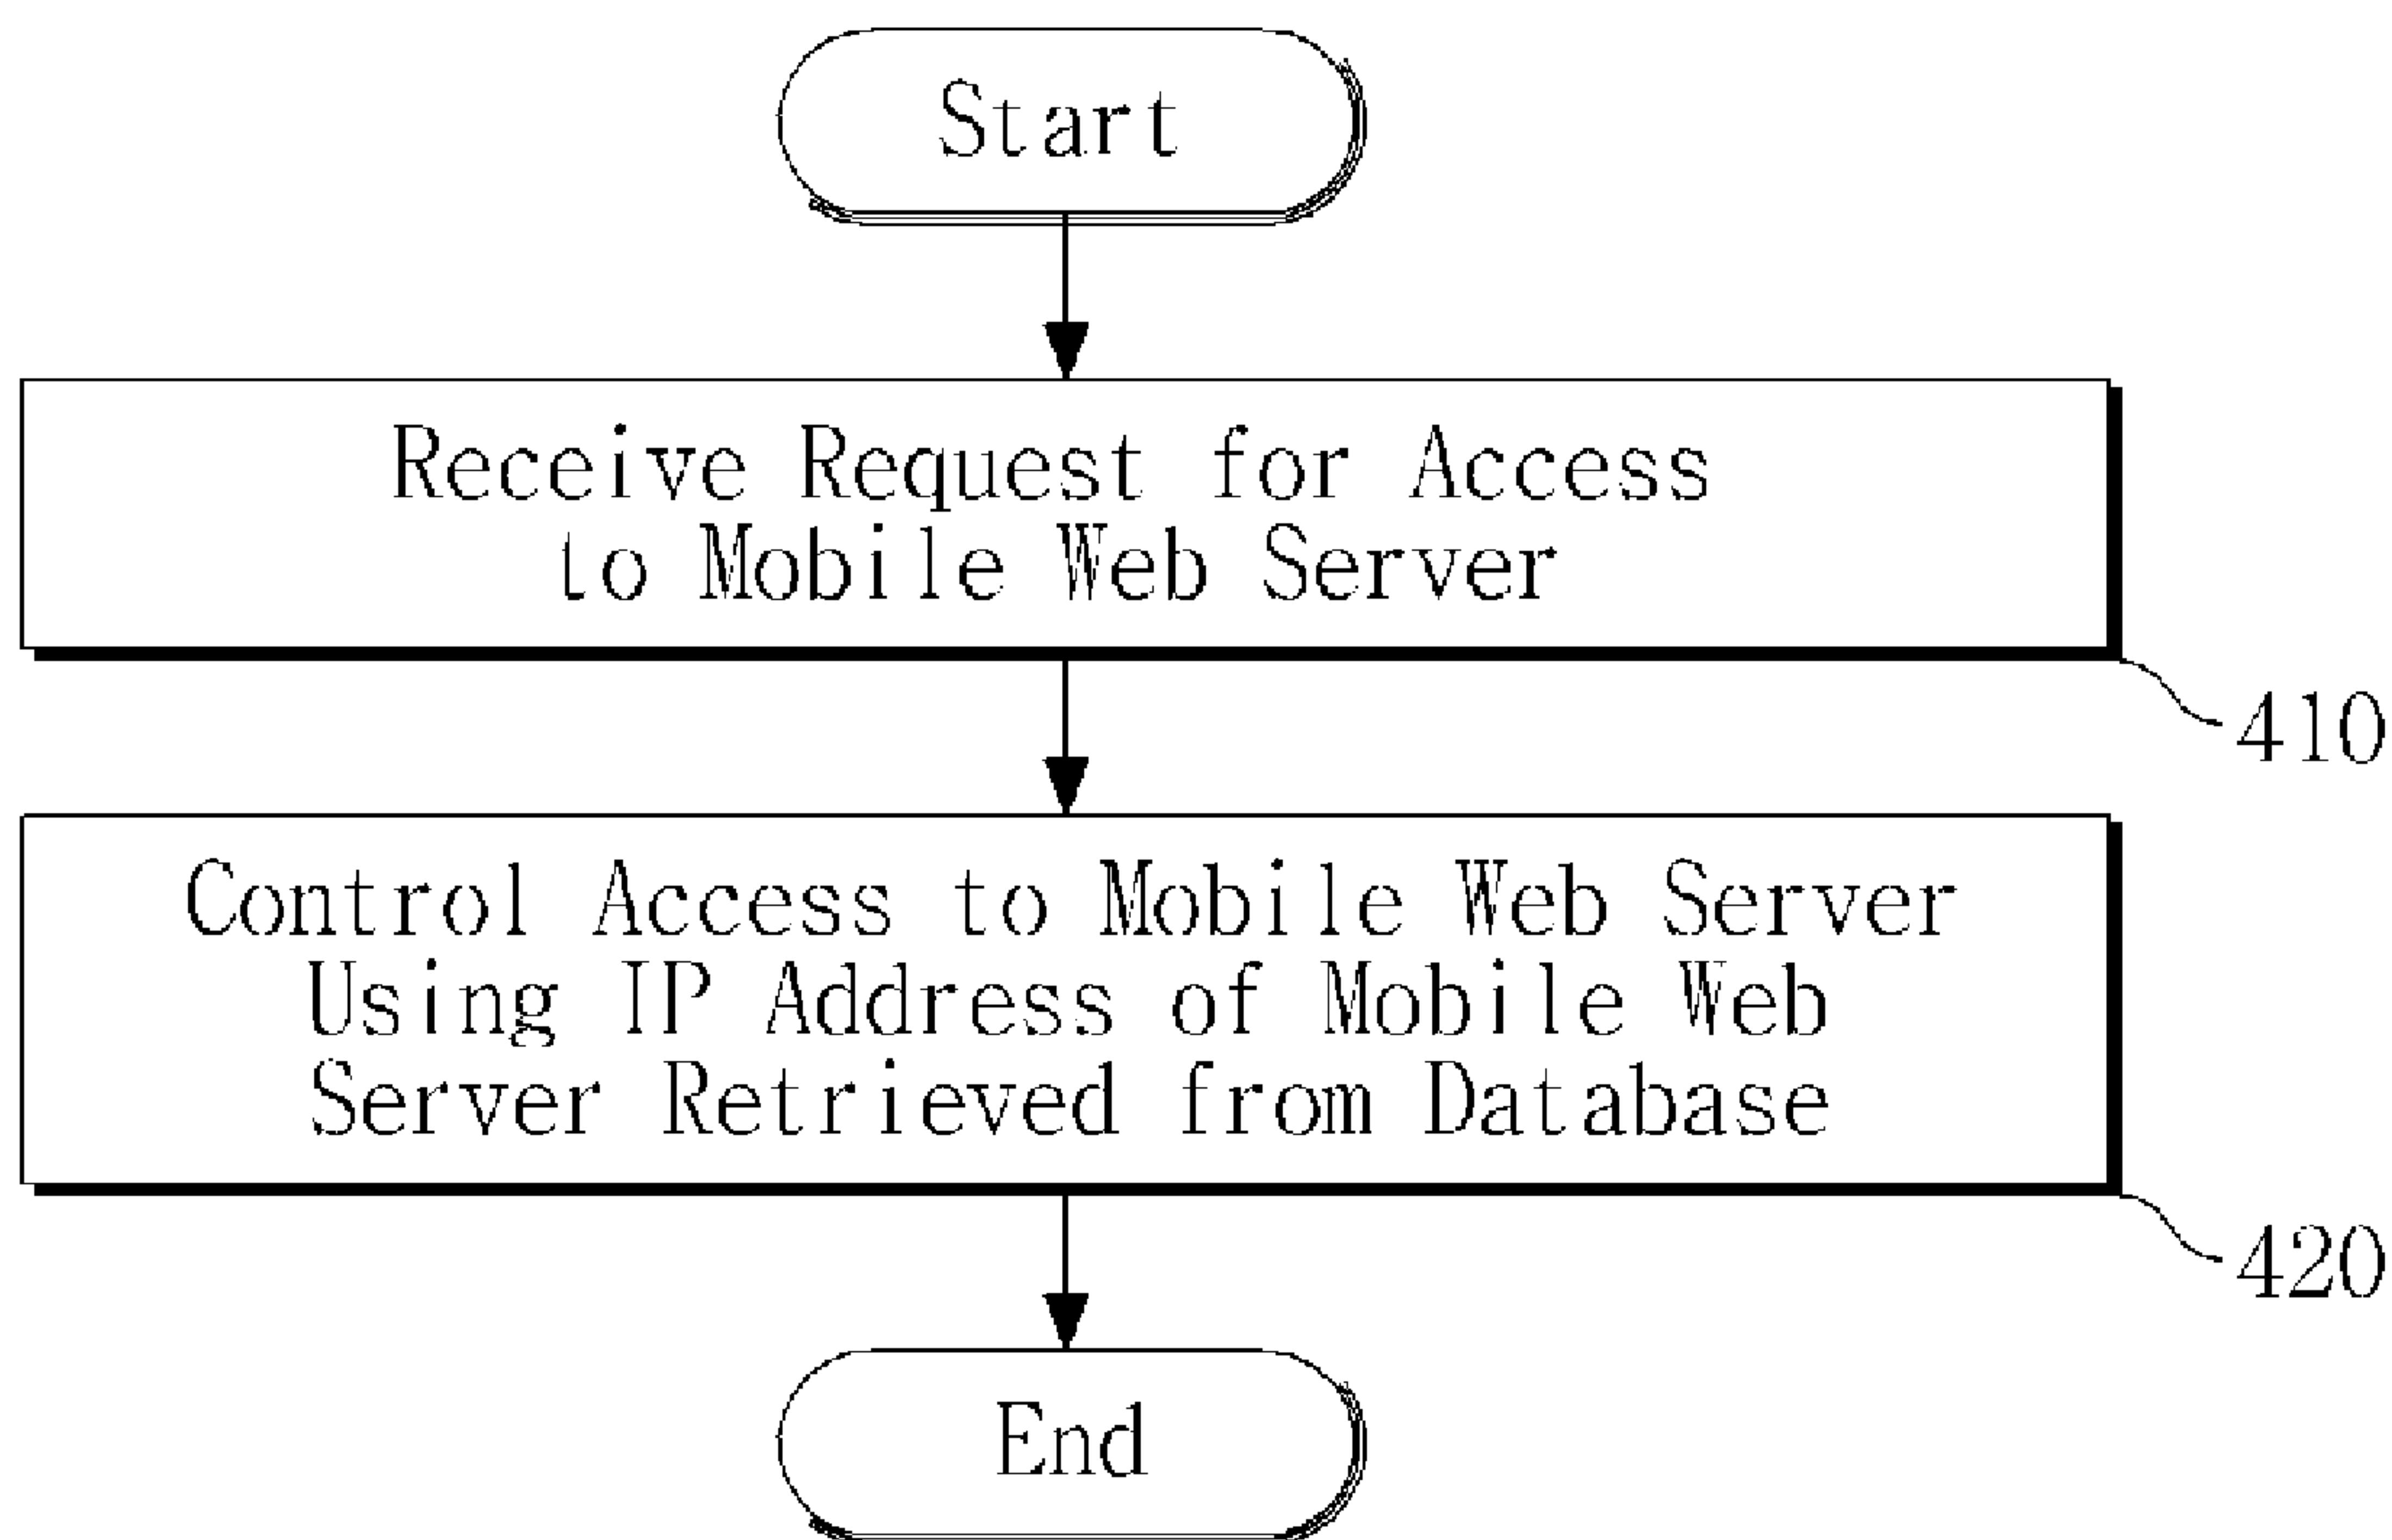 Start
Receive Request for Access
to Mobile Web Server
410
Control Access to Mobile Web Server
Using IP Address of Mobile Web
Server Retrieved from Database
420
End